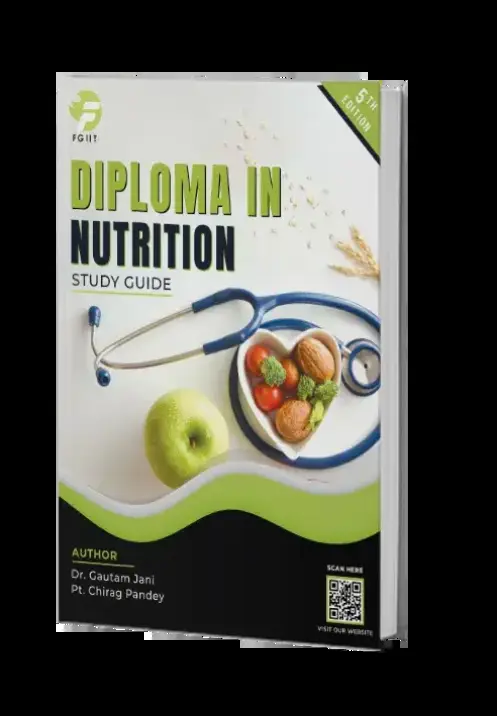 FGIIT
5TH
EDITION
DIPLOMA IN
NUTRITION
STUDY GUIDE
AUTHOR
Dr. Gautam Jani
Pt. Chirag Pandey
SCAN HERE
VISIT OUR WEBSITE